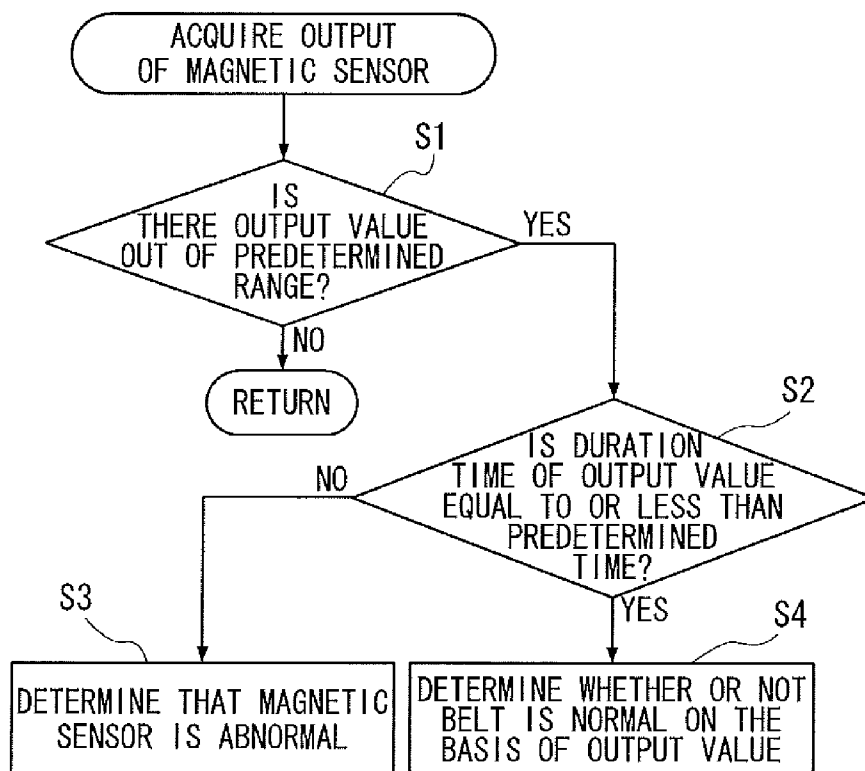 ACQUIRE OUTPUT
OF MAGNETIC SENSOR
S1
IS
THERE OUTPUT VALUE
OUT OF PREDETERMINED
RANGE?
YES
NO
RETURN
S2
IS DURATION
TIME OF OUTPUT VALUE
EQUAL TO OR LESS THAN
PREDETERMINED
TIME?
NO
YES
S3
DETERMINE THAT MAGNETIC
SENSOR IS ABNORMAL
S4
DETERMINE WHETHER OR NOT
BELT IS NORMAL ON THE
BASIS OF OUTPUT VALUE